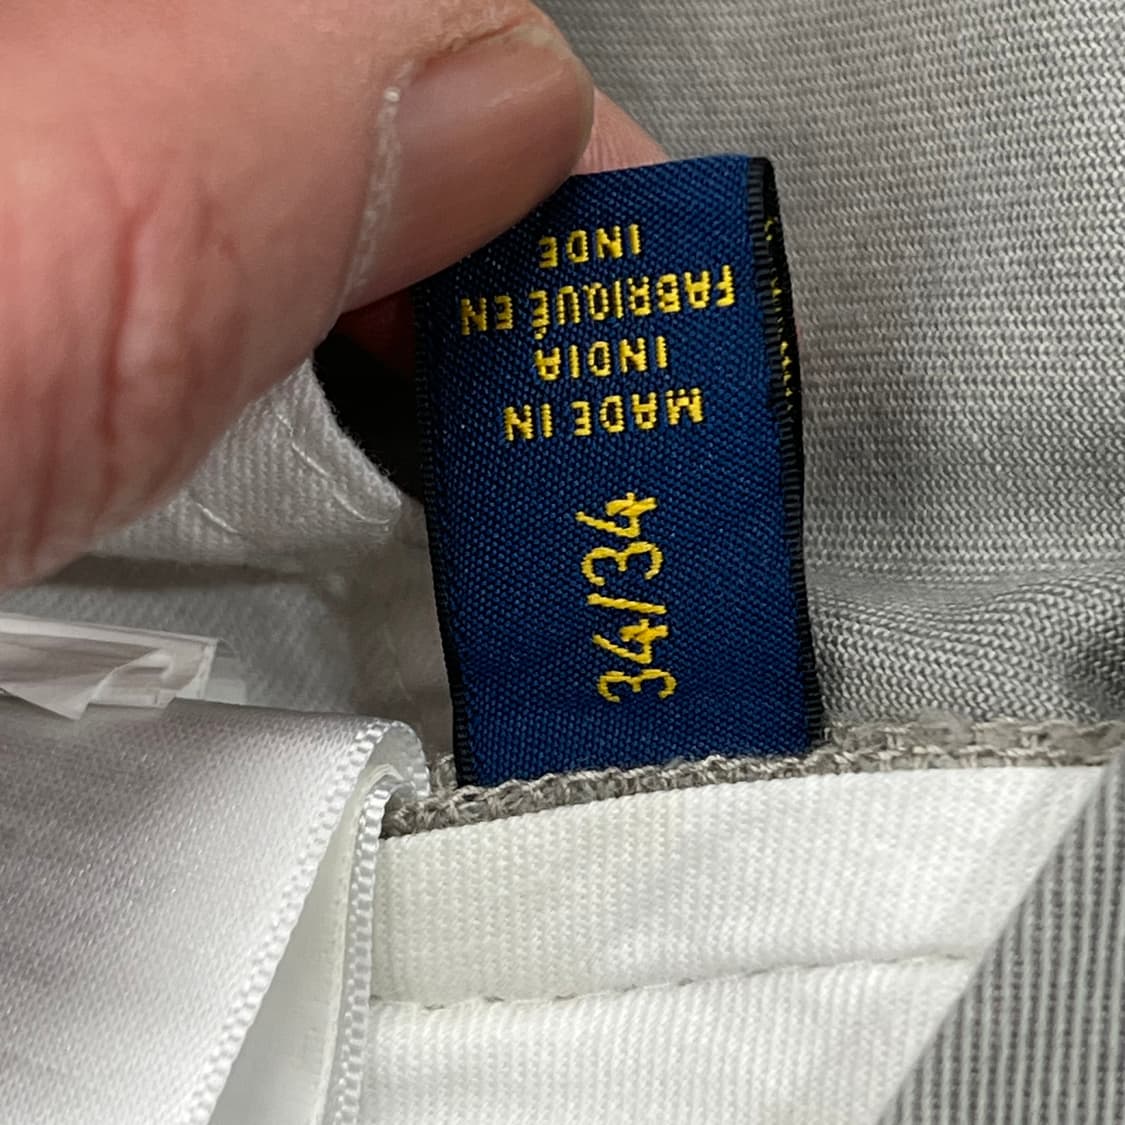 34/34
MADE IN
INDIA
FABRIQUÉ EN
INDE